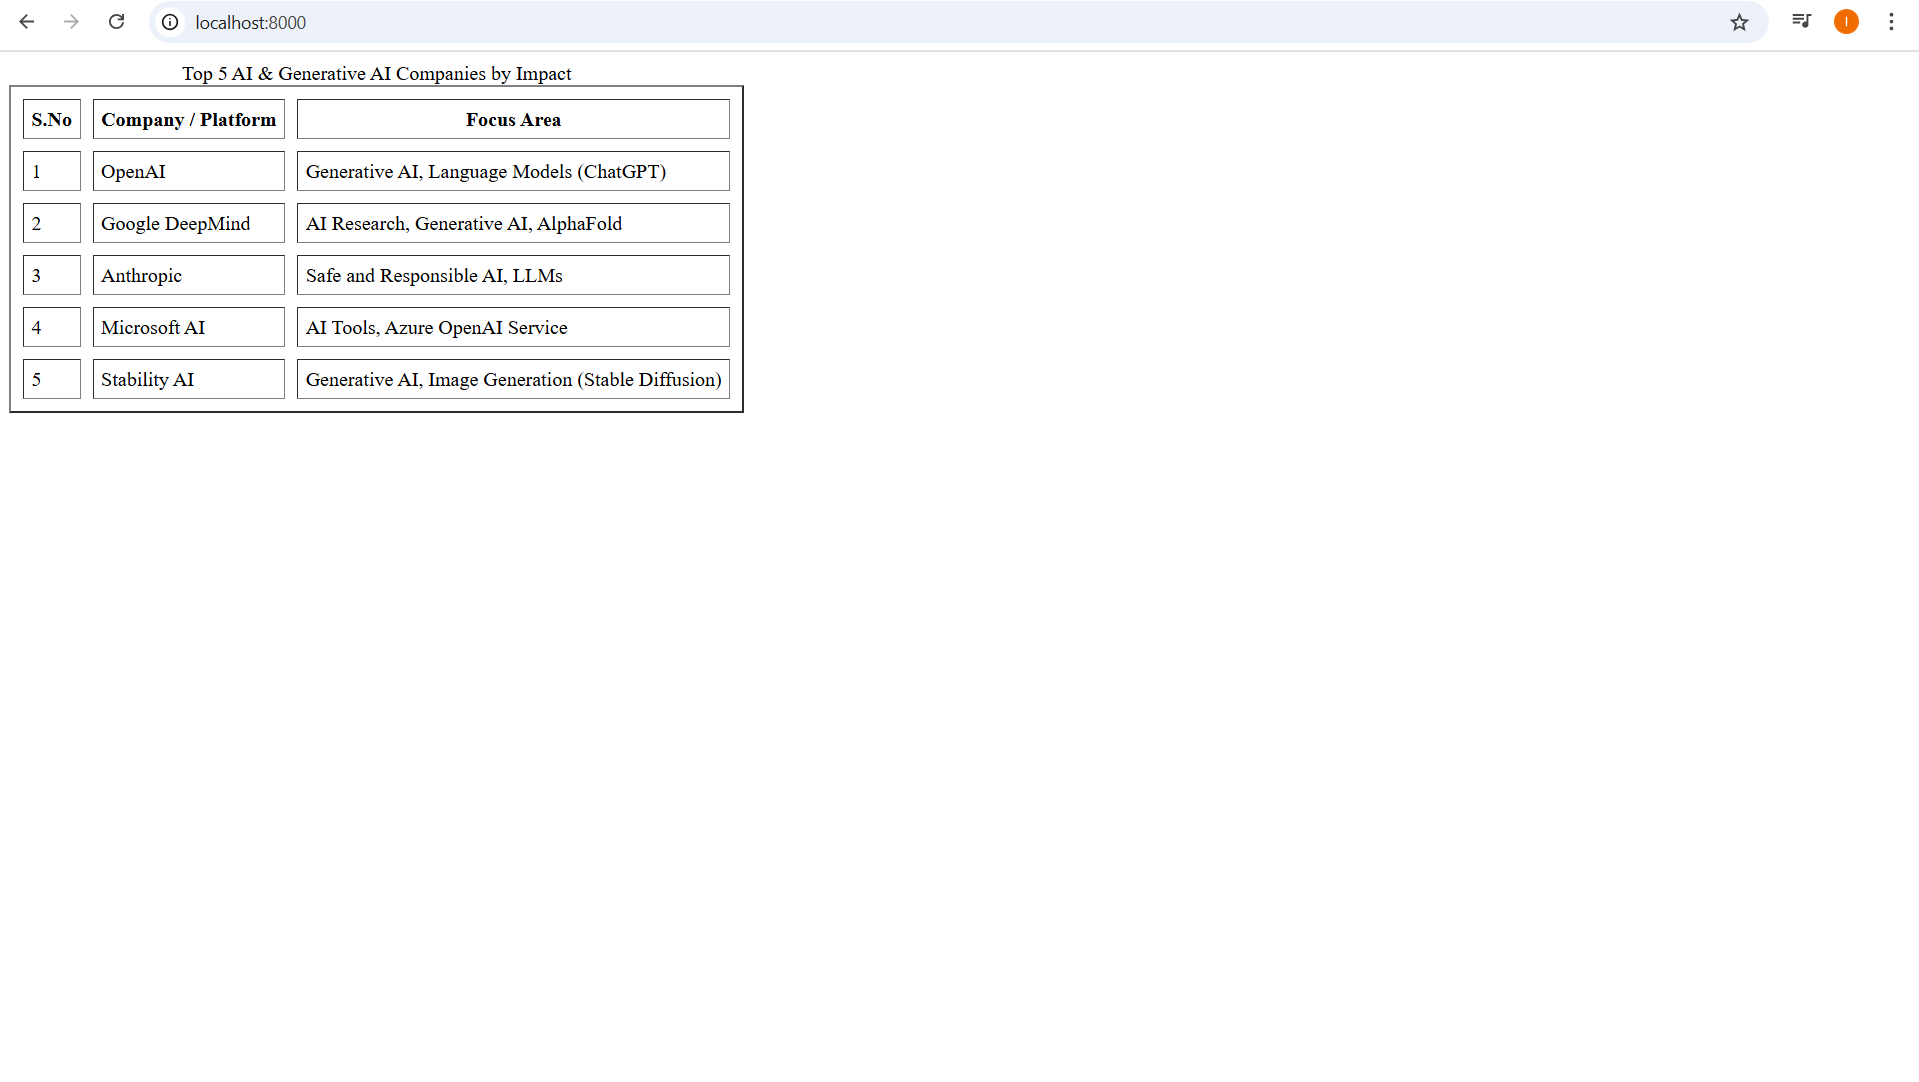 localhost:8000
I
Top 5 AI & Generative AI Companies by Impact
S.No Company / Platform Focus Area
1 OpenAI Generative AI, Language Models (ChatGPT)
2 Google DeepMind AI Research, Generative AI, AlphaFold
3 Anthropic Safe and Responsible AI, LLMs
4 Microsoft AI AI Tools, Azure OpenAI Service
5 Stability AI Generative AI, Image Generation (Stable Diffusion)